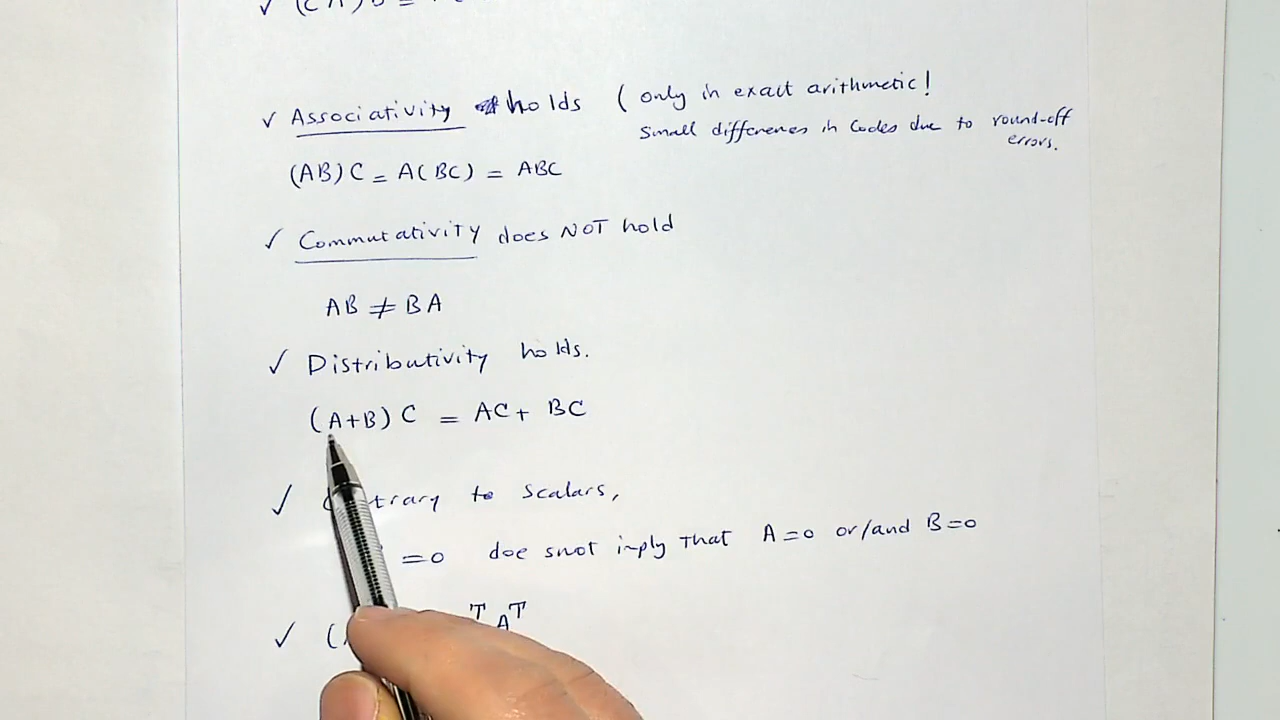 ✓ Associativity holds ( only in exact arithmetic!
small differences in codes due to round-off
errors.
(AB)C = A(BC) = ABC
✓ Commutativity does NOT hold
AB ≠ BA
✓ Distributivity holds.
(A+B) C = AC + BC
✓ to scalars,
=0 doe snot imply that A=0 or/and B=0
✓ ( T A^T